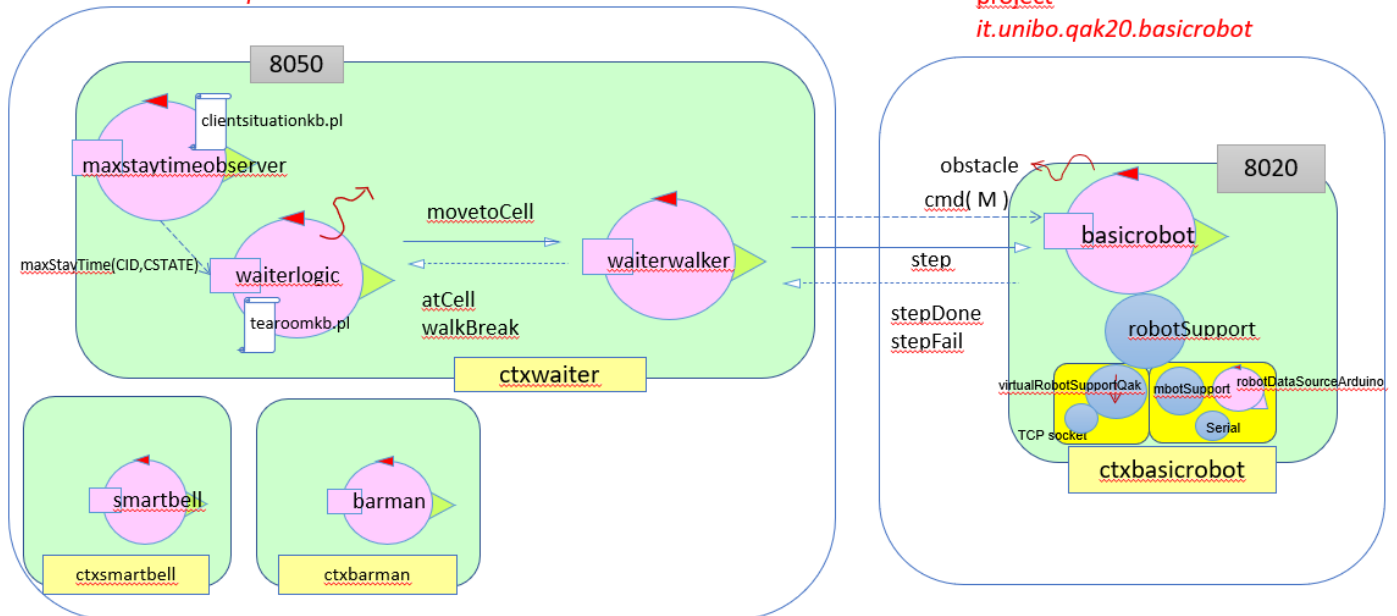 project
it.unibo.qak20.basicrobot
8050
clientsituationkb.pl
maxstaytimeobserver
maxStayTime(CID,CSTATE)
waiterlogic
tearoomkb.pl
movetoCell
atCell
walkBreak
waiterwalker
ctxwaiter
obstacle
cmd( M )
step
stepDone
stepFail
8020
basicrobot
robotSupport
virtualRobotSupportQak
TCP socket
mbotSupport
robotDataSourceArduino
Serial
ctxbasicrobot
smartbell
ctxsmartbell
barman
ctxbarman